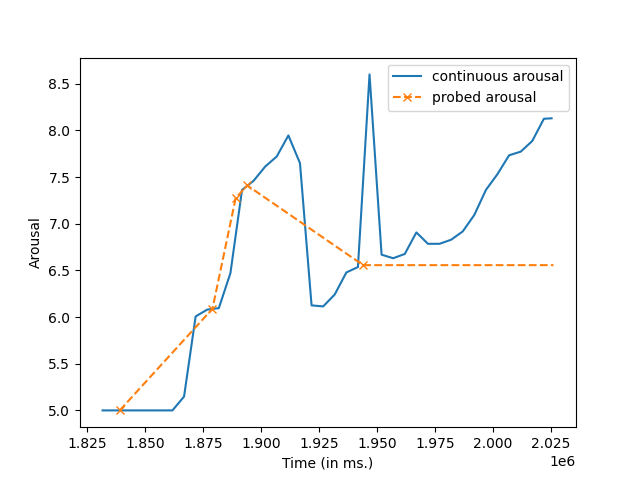 continuous arousal
probed arousal
8.5
8.0
7.5
7.0
6.5
6.0
5.5
5.0
Arousal
1.825 1.850 1.875 1.900 1.925 1.950 1.975 2.000 2.025
Time (in ms.)
1e6